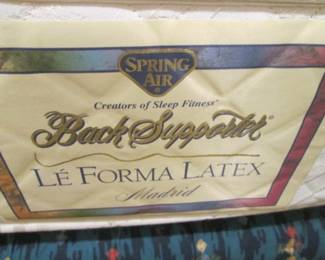 SPRING
AIR®
Creators of Sleep Fitness®
Back Supporter®
LÉ FORMA LATEX
Madrid